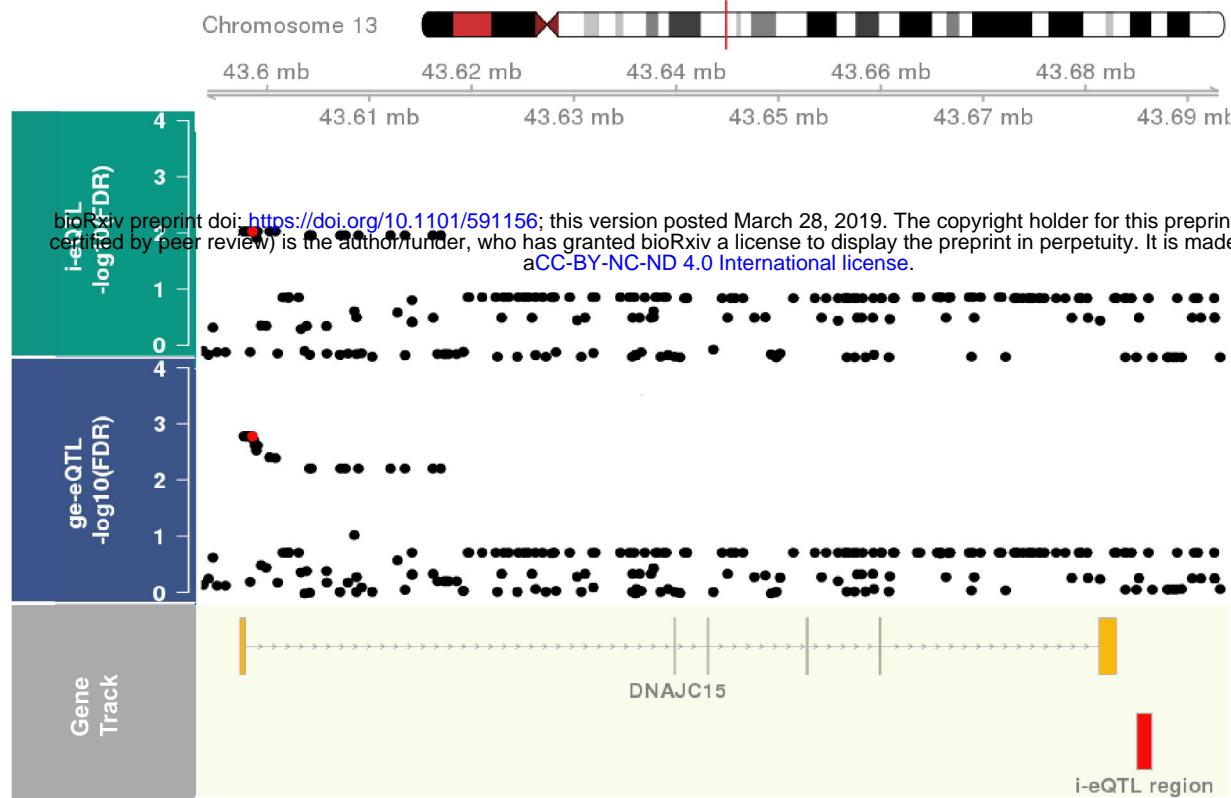 Chromosome 13
43.6 mb 43.62 mb 43.64 mb 43.66 mb 43.68 mb
43.61 mb 43.63 mb 43.65 mb 43.67 mb 43.69 mb
i-eQTL
-log10(FDR)
4
3
2
1
0
bioRxiv preprint doi: https://doi.org/10.1101/591156; this version posted March 28, 2019. The copyright holder for this preprin
certified by peer review) is the author/funder, who has granted bioRxiv a license to display the preprint in perpetuity. It is made
aCC-BY-NC-ND 4.0 International license.
ge-eQTL
-log10(FDR)
4
3
2
1
0
Gene
Track
DNAJC15
i-eQTL region